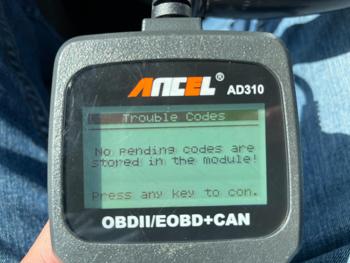 ANCEL® AD310
Trouble Codes
No pending codes are
stored in the module!
Press any key to con.
OBDII/EOBD+CAN